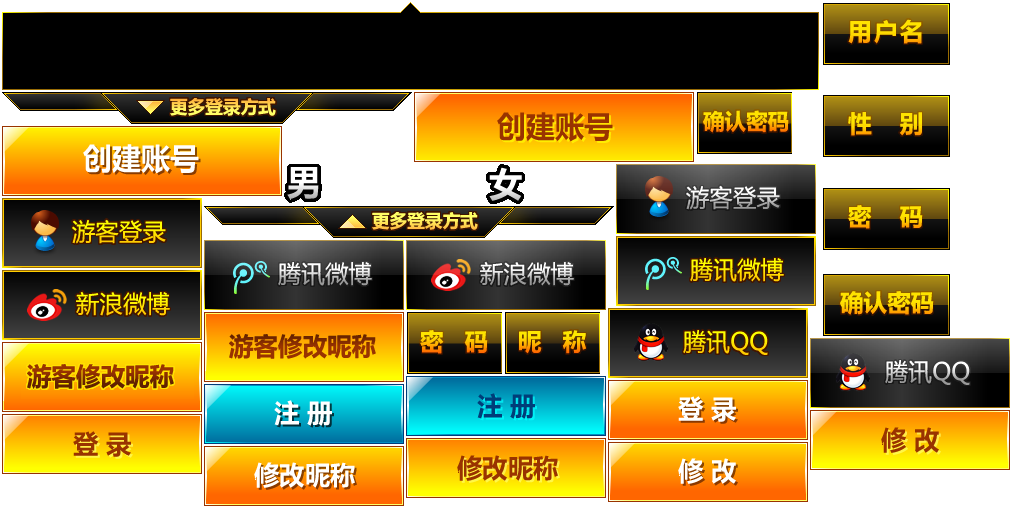 用户名
更多登录方式
创建账号
确认密码
性 别
创建账号
男
女
游客登录
游客登录
更多登录方式
密 码
新浪微博
腾讯微博
新浪微博
腾讯微博
确认密码
游客修改昵称
游客修改昵称
密 码
昵 称
腾讯QQ
腾讯QQ
登 录
注 册
注 册
登 录
修 改
修改昵称
修改昵称
修 改